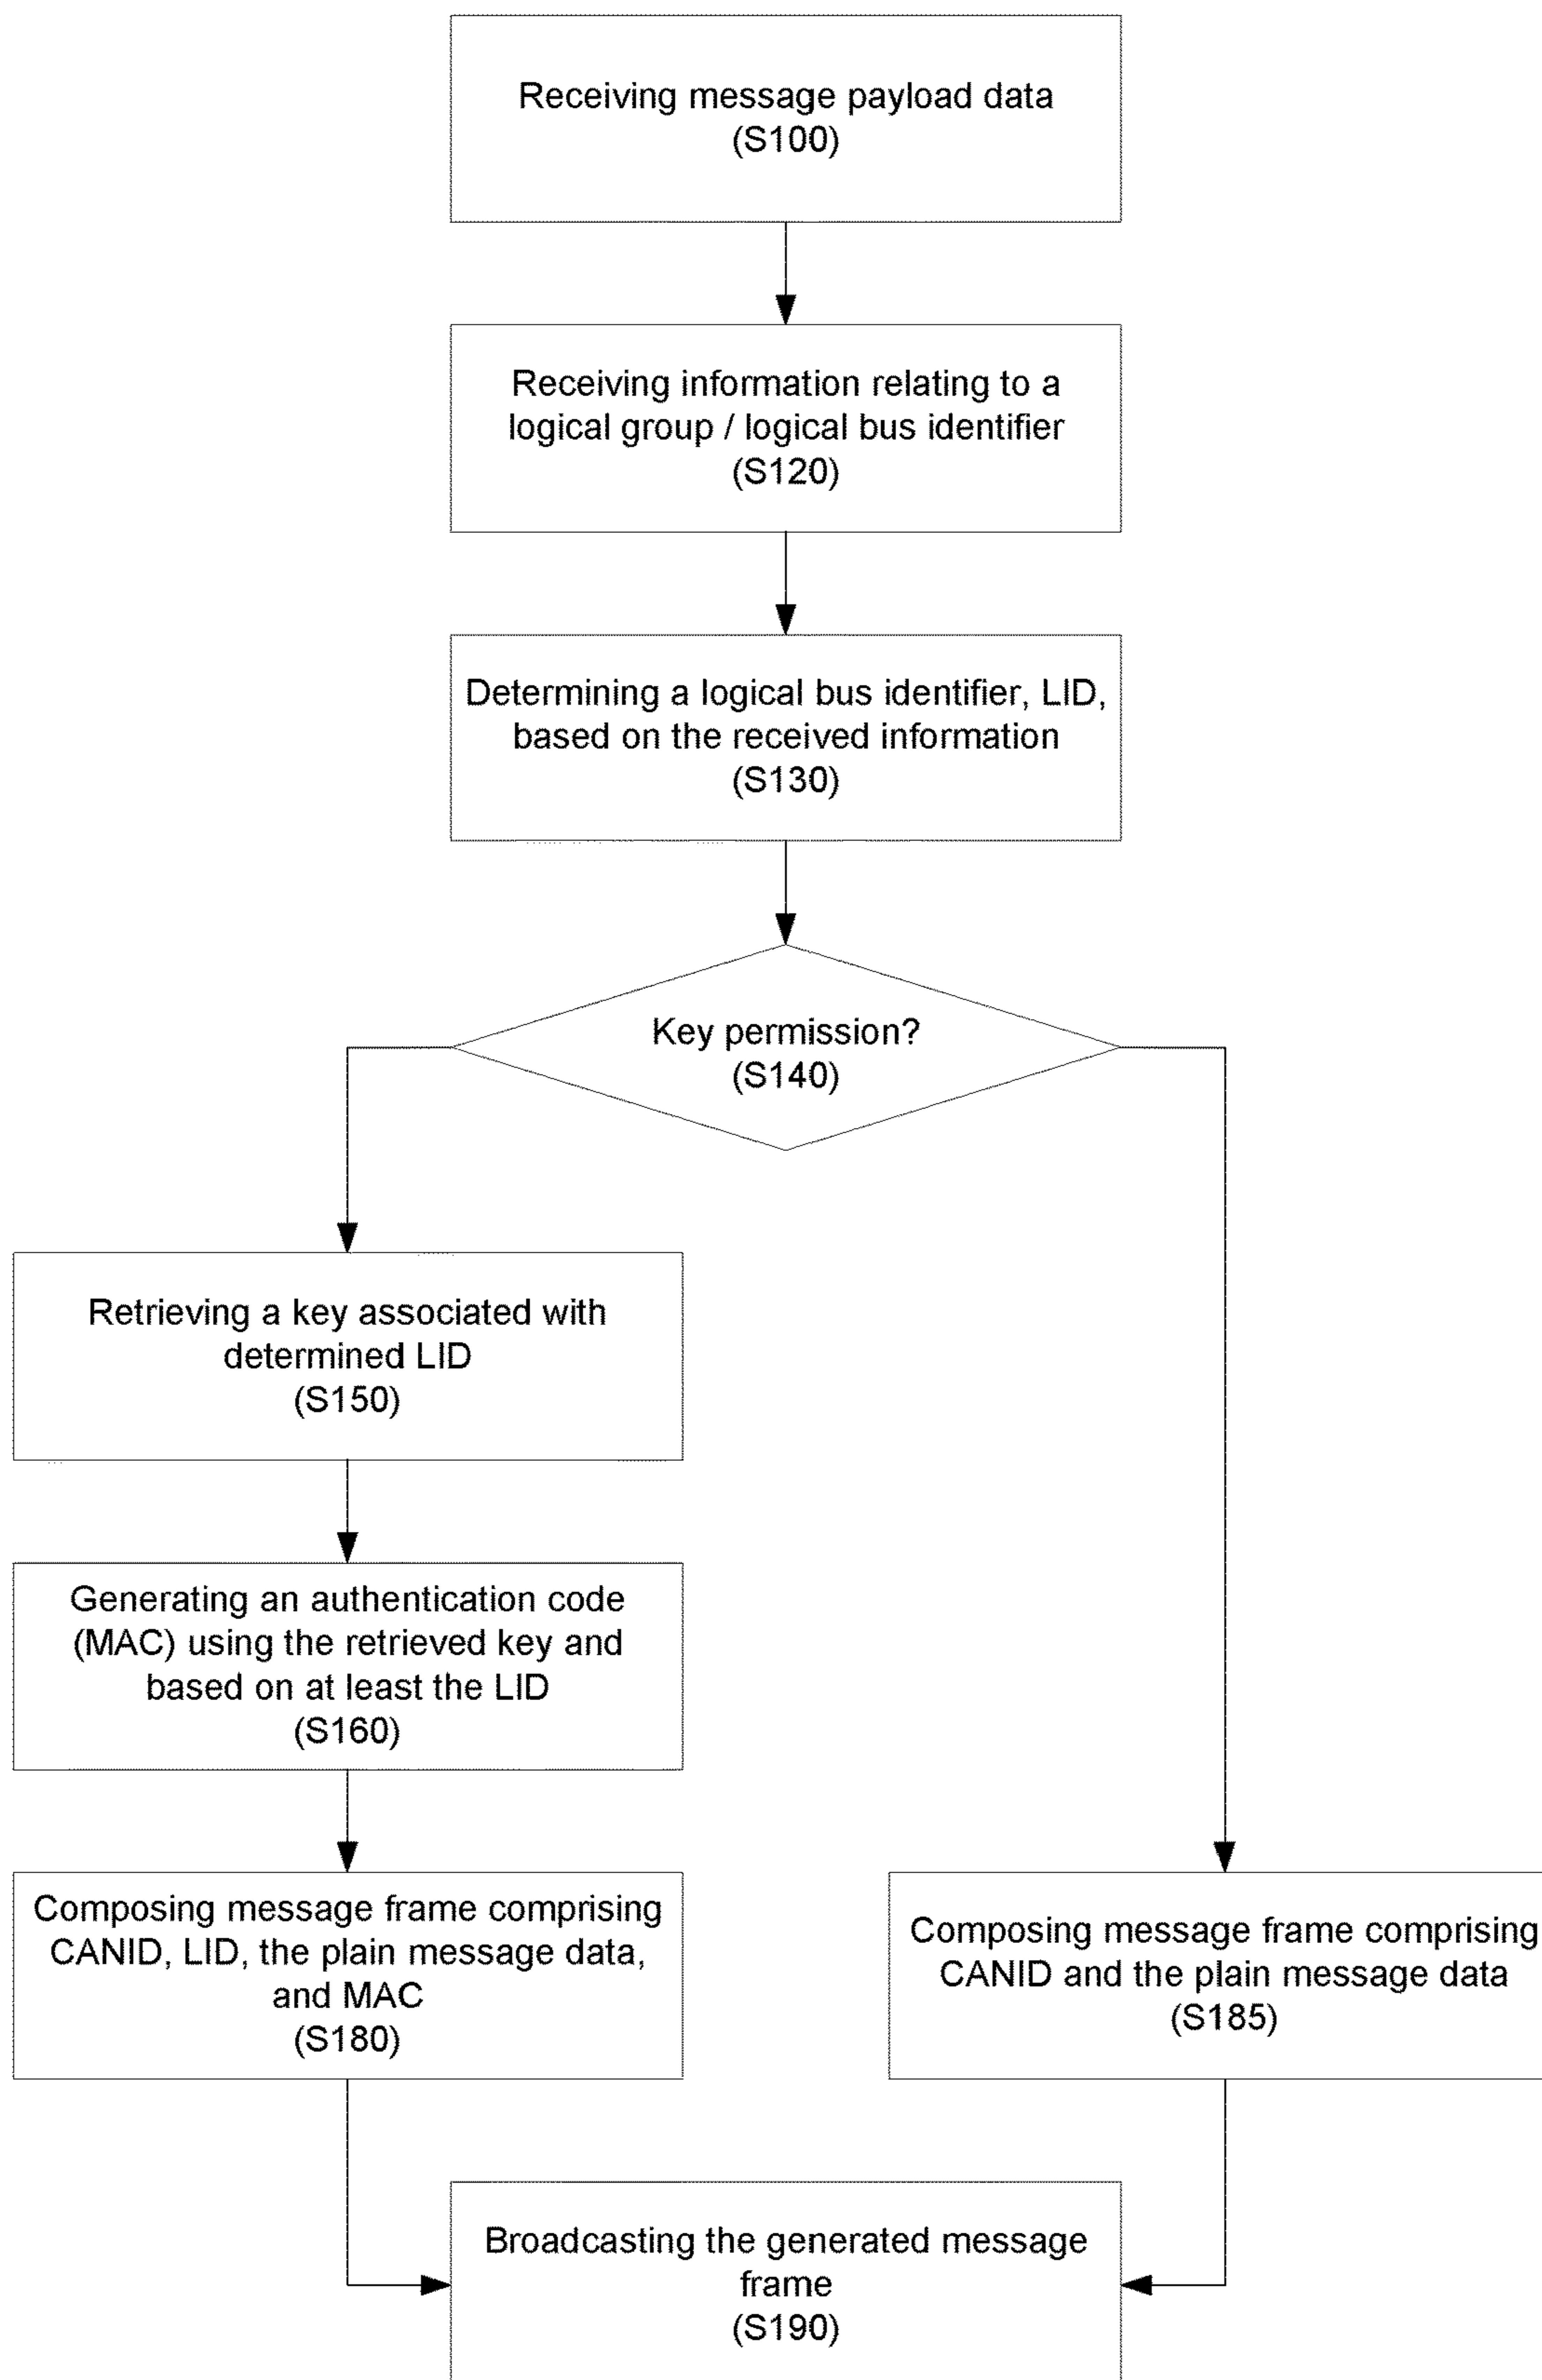 Receiving message payload data
(S100)
Receiving information relating to a
logical group / logical bus identifier
(S120)
Determining a logical bus identifier, LID,
based on the received information
(S130)
Key permission?
(S140)
Retrieving a key associated with
determined LID
(S150)
Generating an authentication code
(MAC) using the retrieved key and
based on at least the LID
(S160)
Composing message frame comprising
CANID, LID, the plain message data,
and MAC
(S180)
Composing message frame comprising
CANID and the plain message data
(S185)
Broadcasting the generated message
frame
(S190)